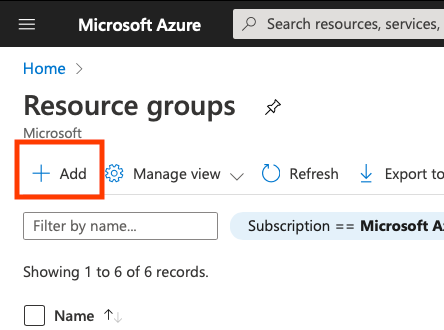 Microsoft Azure
Search resources, services,
Home
Resource groups
Microsoft
Add Manage view Refresh Export to
Filter by name... Subscription == Microsoft
Showing 1 to 6 of 6 records.
Name